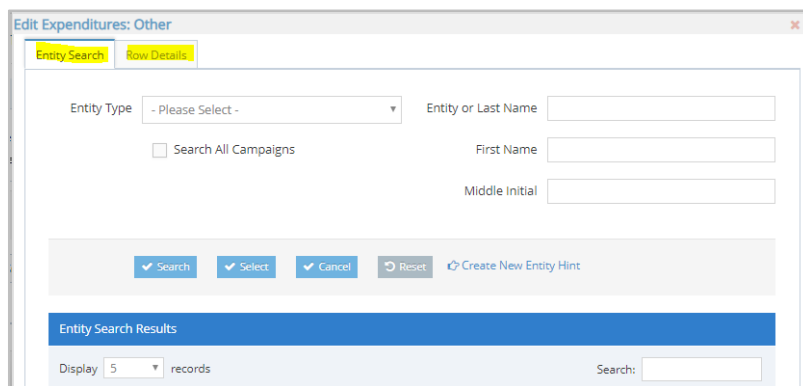 Edit Expenditures: Other
Entity Search Row Details
Entity Type - Please Select - Entity or Last Name
Search All Campaigns First Name
Middle Initial
Search Select Cancel Reset Create New Entity Hint
Entity Search Results
Display 5 records Search: